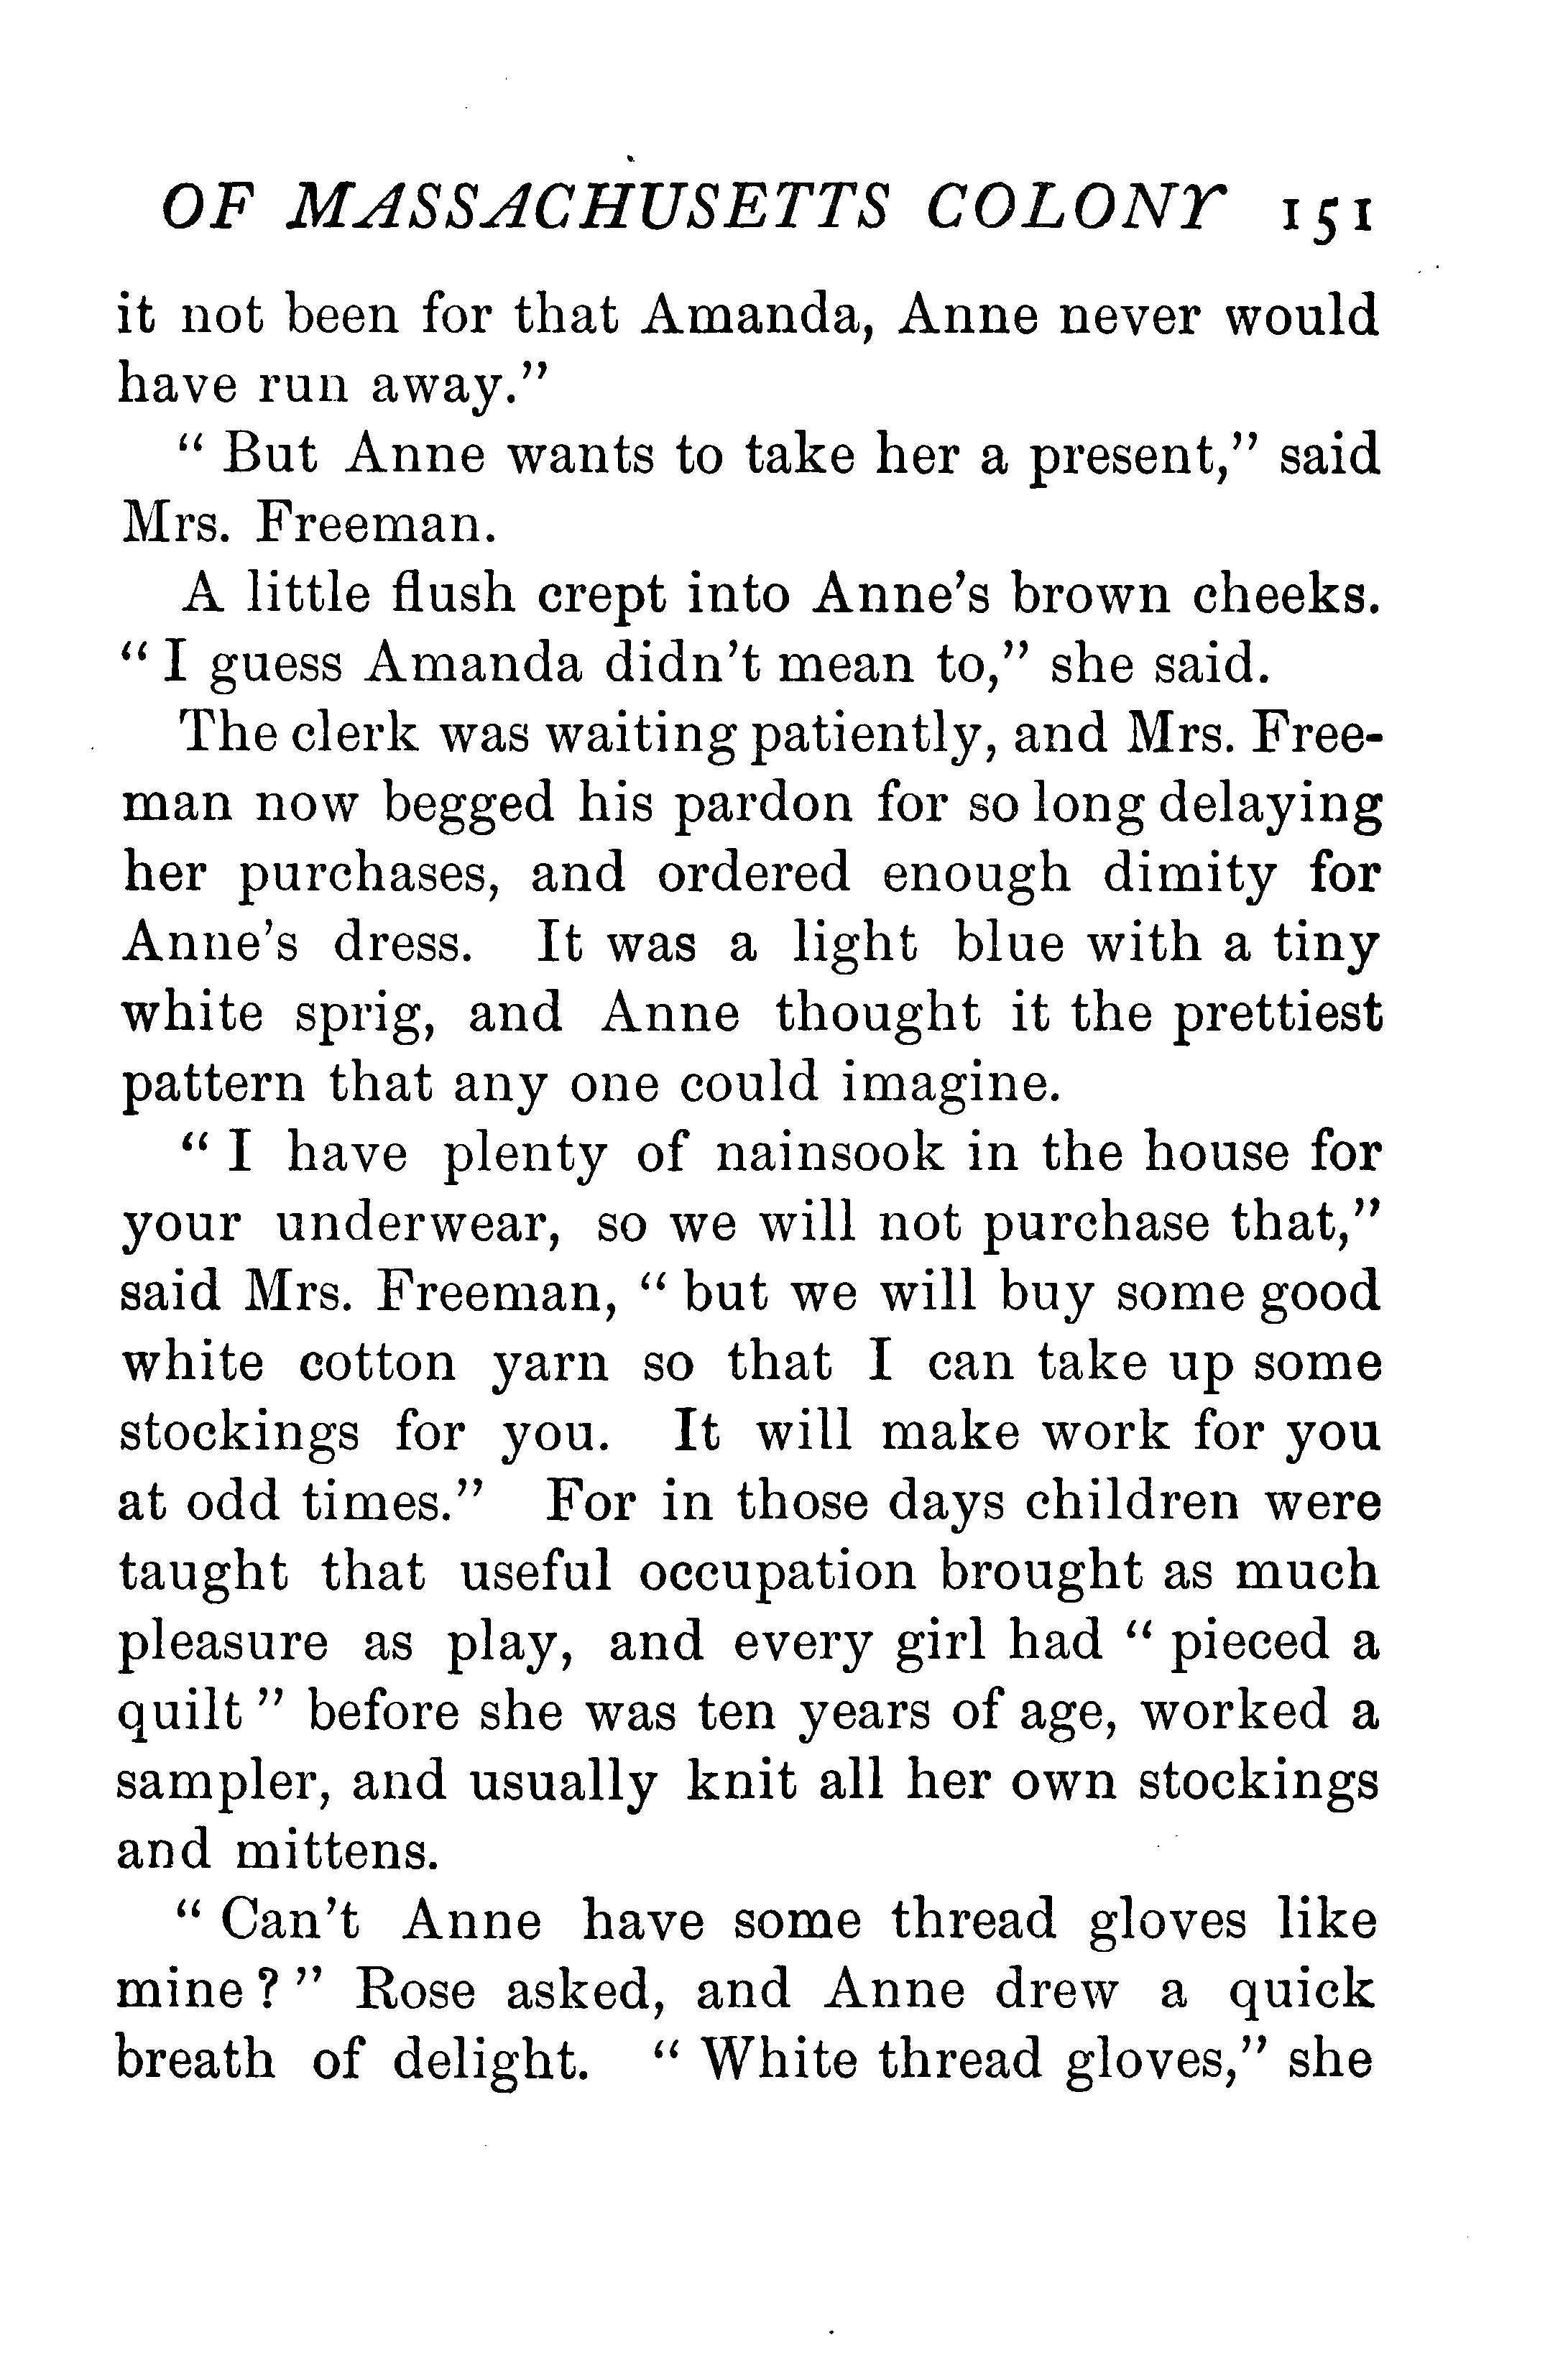 OF MASSACHUSETTS COLONY 151
it not been for that Amanda, Anne never would
have run away."
" But Anne wants to take her a present," said
Mrs. Freeman.
A little flush crept into Anne's brown cheeks.
" I guess Amanda didn't mean to," she said.
The clerk was waiting patiently, and Mrs. Free-
man now begged his pardon for so long delaying
her purchases, and ordered enough dimity for
Anne's dress. It was a light blue with a tiny
white sprig, and Anne thought it the prettiest
pattern that any one could imagine.
" I have plenty of nainsook in the house for
your underwear, so we will not purchase that,"
said Mrs. Freeman, " but we will buy some good
white cotton yarn so that I can take up some
stockings for you. It will make work for you
at odd times." For in those days children were
taught that useful occupation brought as much
pleasure as play, and every girl had " pieced a
quilt " before she was ten years of age, worked a
sampler, and usually knit all her own stockings
and mittens.
" Can't Anne have some thread gloves like
mine ? " Rose asked, and Anne drew a quick
breath of delight. " White thread gloves," she